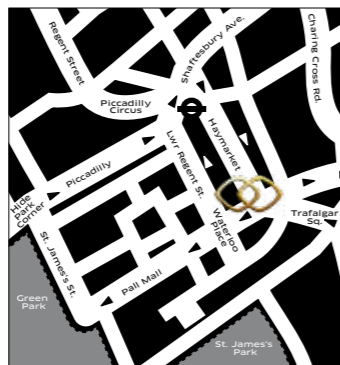 Regent Street
Shaftesbury Ave.
Charing Cross Rd.
Piccadilly
Circus
Haymarket
Lwr Regent St.
Piccadilly
Hide
Park
Corner
Trafalgar
Sq.
Waterloo
Place
St. James's St.
Pall Mall
Green
Park
St. James's
Park